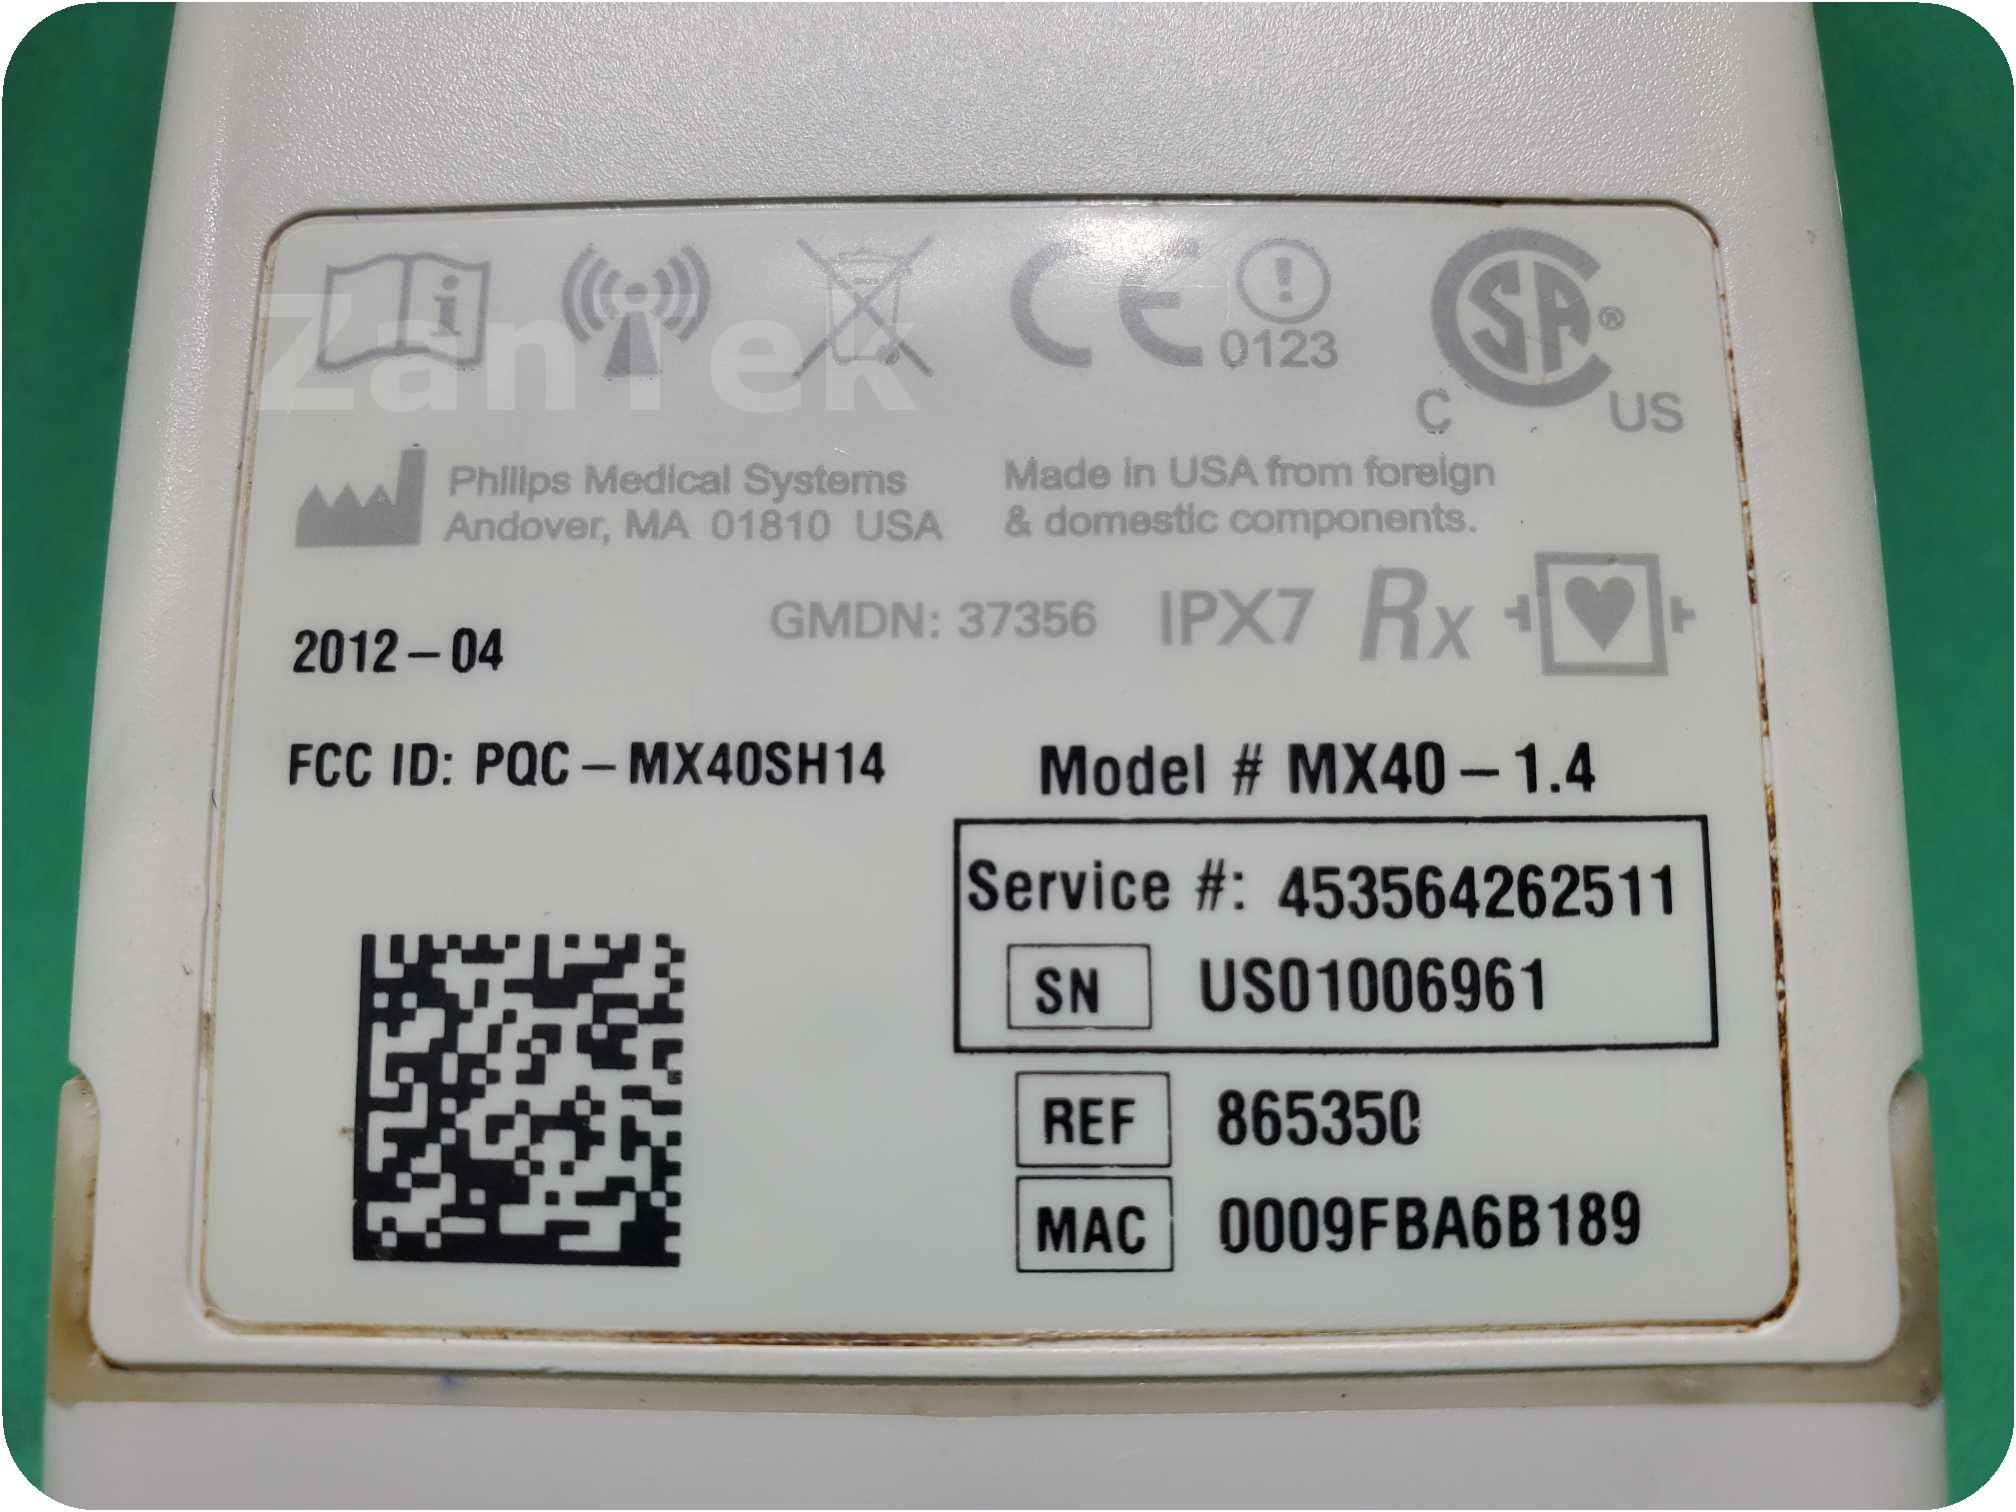 ZanTek
CE 0123
CSA ®
C US
Philips Medical Systems
Andover, MA 01810 USA
Made in USA from foreign
& domestic components.
2012-04
GMDN: 37356 IPX7 Rx
FCC ID: PQC-MX40SH14
Model # MX40-1.4
Service #: 453564262511
SN US01006961
REF 865350
MAC 0009FBA6B189